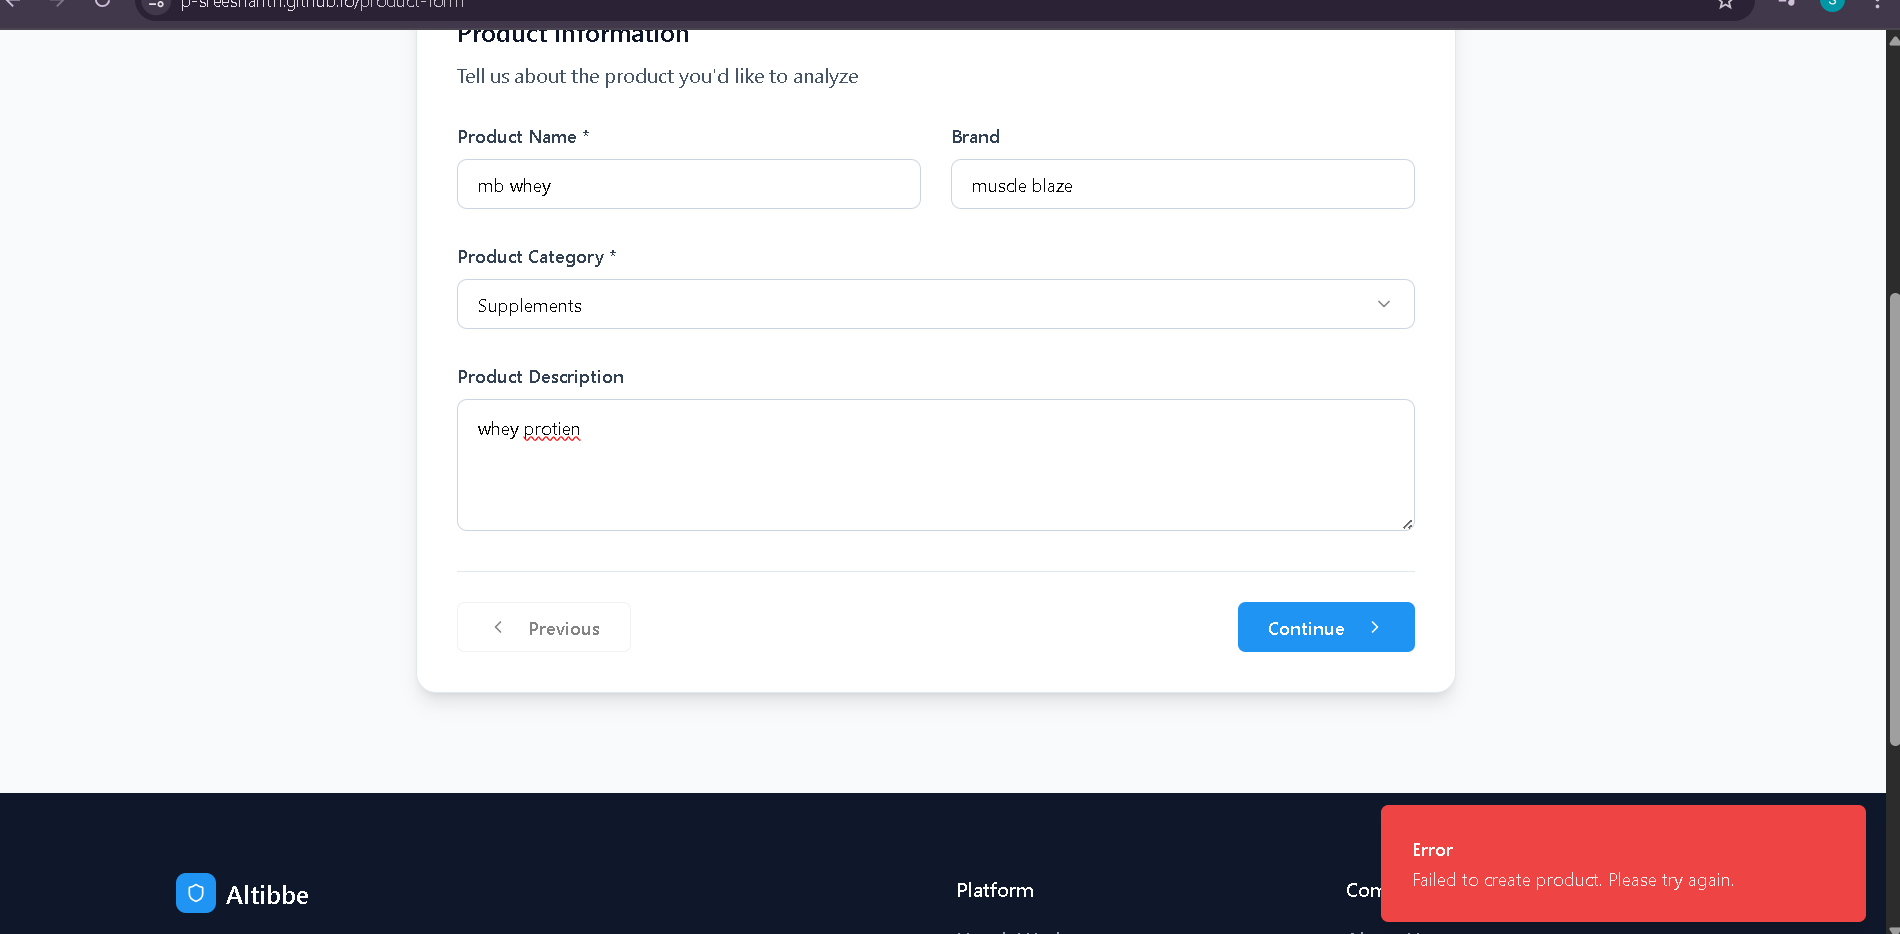 p-sreeshanth.github.io/product-form
S
Product Information
Tell us about the product you'd like to analyze
Product Name *
Brand
mb whey
muscle blaze
Product Category *
Supplements
Product Description
whey protien
Previous
Continue
Error
Failed to create product. Please try again.
Altibbe
Platform
Com